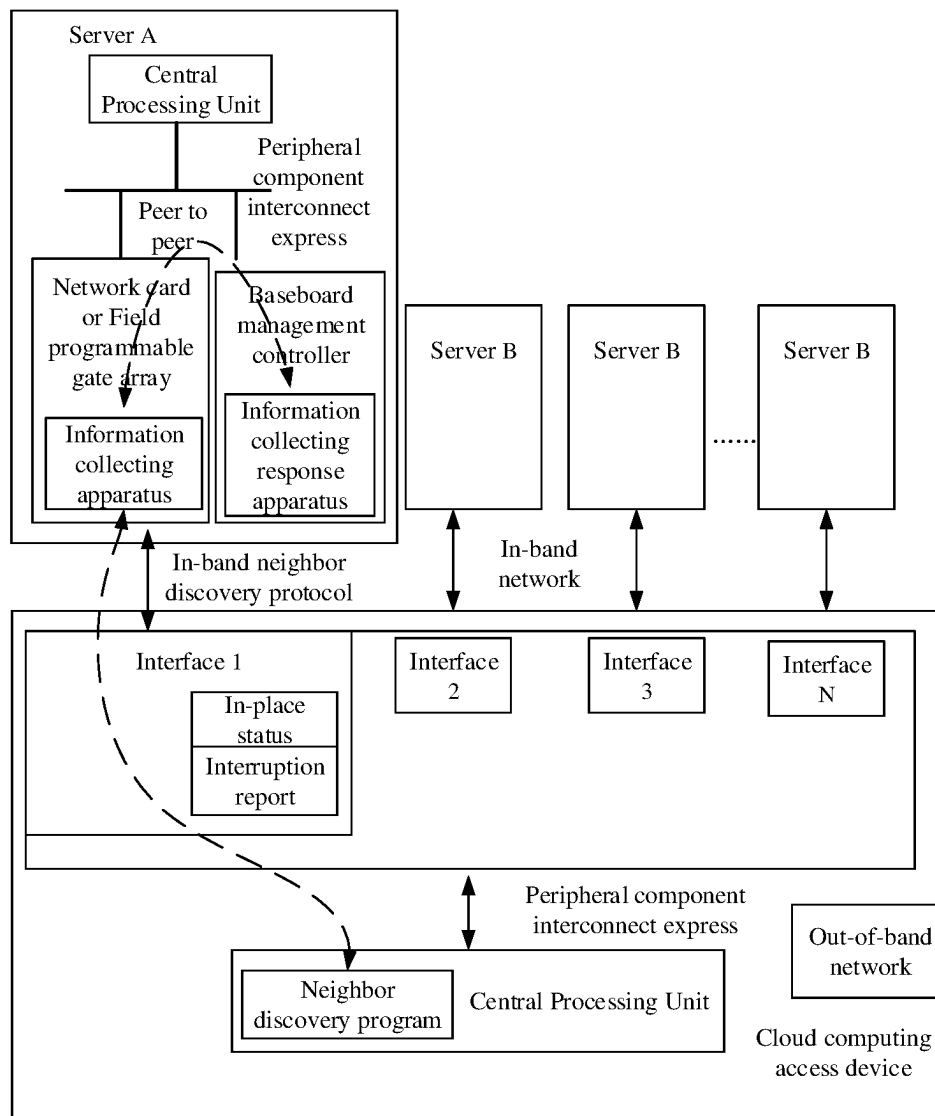 Server A
Central
Processing Unit
Peripheral
component
interconnect
express
Peer to
peer
Network card
or Field
programmable
gate array
Information
collecting
apparatus
Baseboard
management
controller
Information
collecting
response
apparatus
Server B
Server B
......
Server B
In-band neighbor
discovery protocol
In-band
network
Interface 1
In-place
status
Interruption
report
Interface
2
Interface
3
Interface
N
Peripheral component
interconnect express
Out-of-band
network
Neighbor
discovery program
Central Processing Unit
Cloud computing
access device